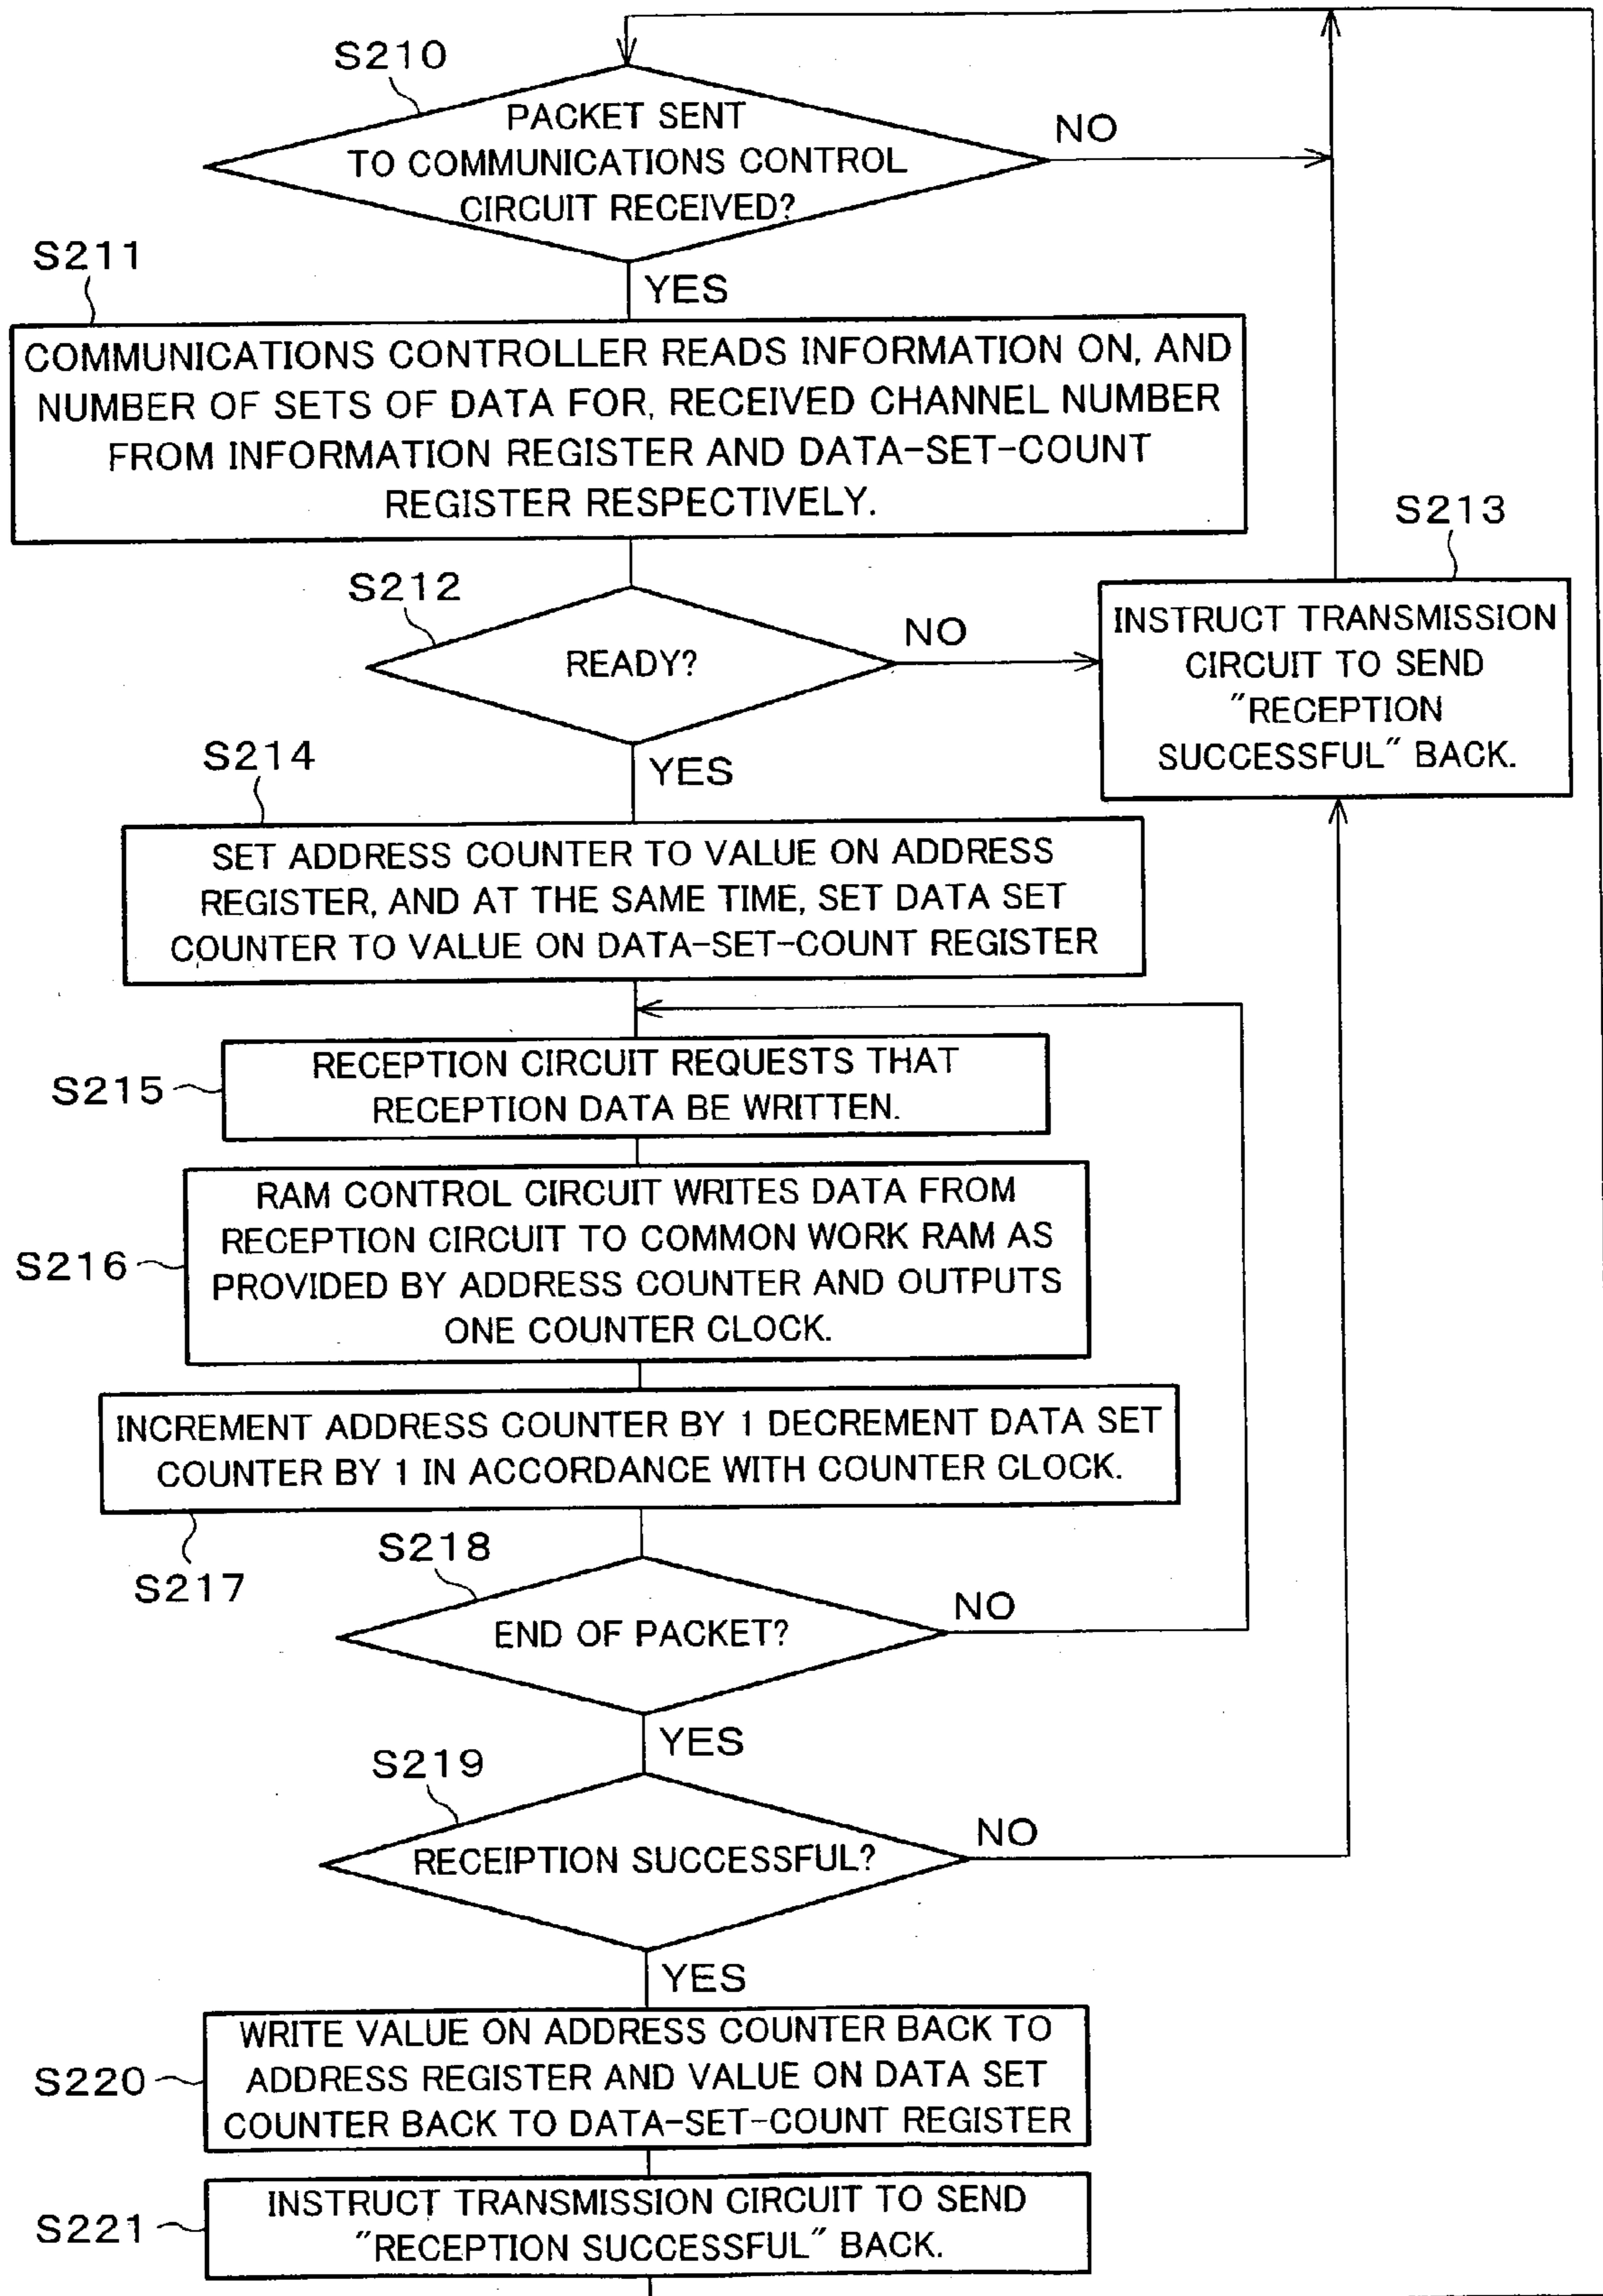 S210
PACKET SENT
TO COMMUNICATIONS CONTROL
CIRCUIT RECEIVED?
NO
YES
S211
COMMUNICATIONS CONTROLLER READS INFORMATION ON, AND
NUMBER OF SETS OF DATA FOR, RECEIVED CHANNEL NUMBER
FROM INFORMATION REGISTER AND DATA-SET-COUNT
REGISTER RESPECTIVELY.
S212
READY?
NO
YES
S213
INSTRUCT TRANSMISSION
CIRCUIT TO SEND
"RECEPTION
SUCCESSFUL" BACK.
S214
SET ADDRESS COUNTER TO VALUE ON ADDRESS
REGISTER, AND AT THE SAME TIME, SET DATA SET
COUNTER TO VALUE ON DATA-SET-COUNT REGISTER
S215
RECEPTION CIRCUIT REQUESTS THAT
RECEPTION DATA BE WRITTEN.
S216
RAM CONTROL CIRCUIT WRITES DATA FROM
RECEPTION CIRCUIT TO COMMON WORK RAM AS
PROVIDED BY ADDRESS COUNTER AND OUTPUTS
ONE COUNTER CLOCK.
INCREMENT ADDRESS COUNTER BY 1 DECREMENT DATA SET
COUNTER BY 1 IN ACCORDANCE WITH COUNTER CLOCK.
S217
S218
END OF PACKET?
NO
YES
S219
RECEIPTION SUCCESSFUL?
NO
YES
S220
WRITE VALUE ON ADDRESS COUNTER BACK TO
ADDRESS REGISTER AND VALUE ON DATA SET
COUNTER BACK TO DATA-SET-COUNT REGISTER
S221
INSTRUCT TRANSMISSION CIRCUIT TO SEND
"RECEPTION SUCCESSFUL" BACK.